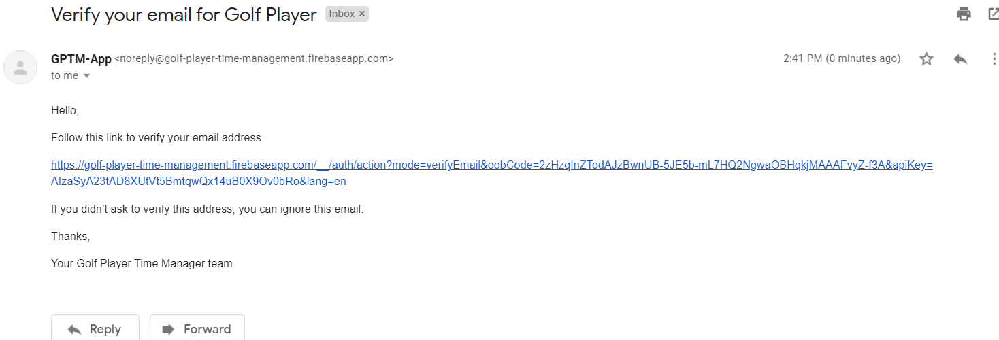 Verify your email for Golf Player Inbox ×
GPTM-App <noreply@golf-player-time-management.firebaseapp.com> 2:41 PM (0 minutes ago)
to me
Hello,
Follow this link to verify your email address.
https://golf-player-time-management.firebaseapp.com/__/auth/action?mode=verifyEmail&oobCode=2zHzqInZTodAJzBwnUB-5JE5b-mL7HQ2NgwaOBHqkjMAAAFvyZ-f3A&apiKey=
AIzaSyA23tAD8XUtVt5BmtqwQx14uB0X9Ov0bRo&lang=en
If you didn’t ask to verify this address, you can ignore this email.
Thanks,
Your Golf Player Time Manager team
Reply Forward